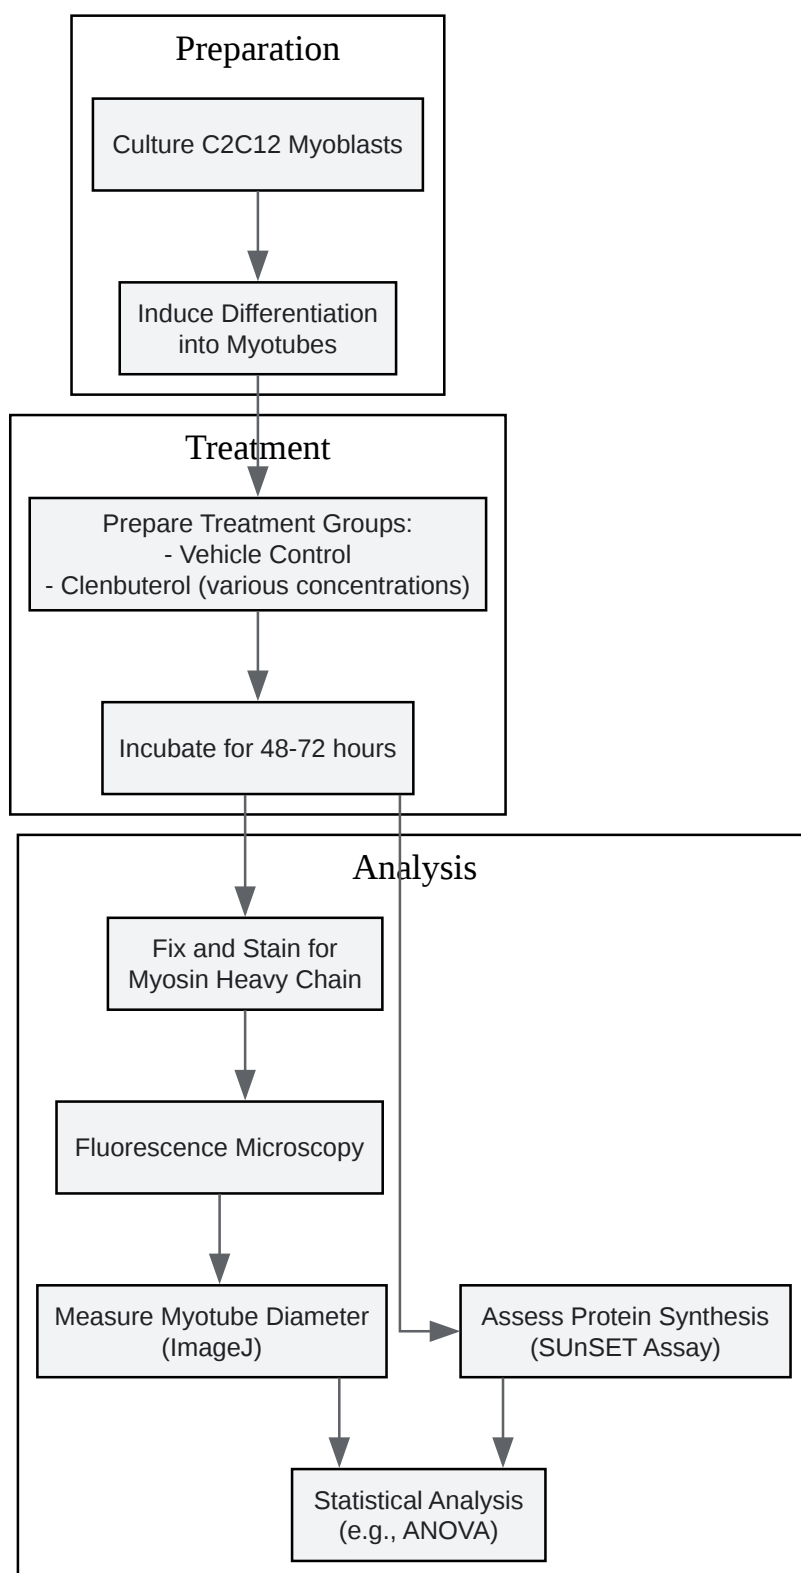 Preparation
Culture C2C12 Myoblasts
Induce Differentiation
into Myotubes
Treatment
Prepare Treatment Groups:
- Vehicle Control
- Clenbuterol (various concentrations)
Incubate for 48-72 hours
Analysis
Fix and Stain for
Myosin Heavy Chain
Fluorescence Microscopy
Measure Myotube Diameter
(ImageJ)
Assess Protein Synthesis
(SUnSET Assay)
Statistical Analysis
(e.g., ANOVA)